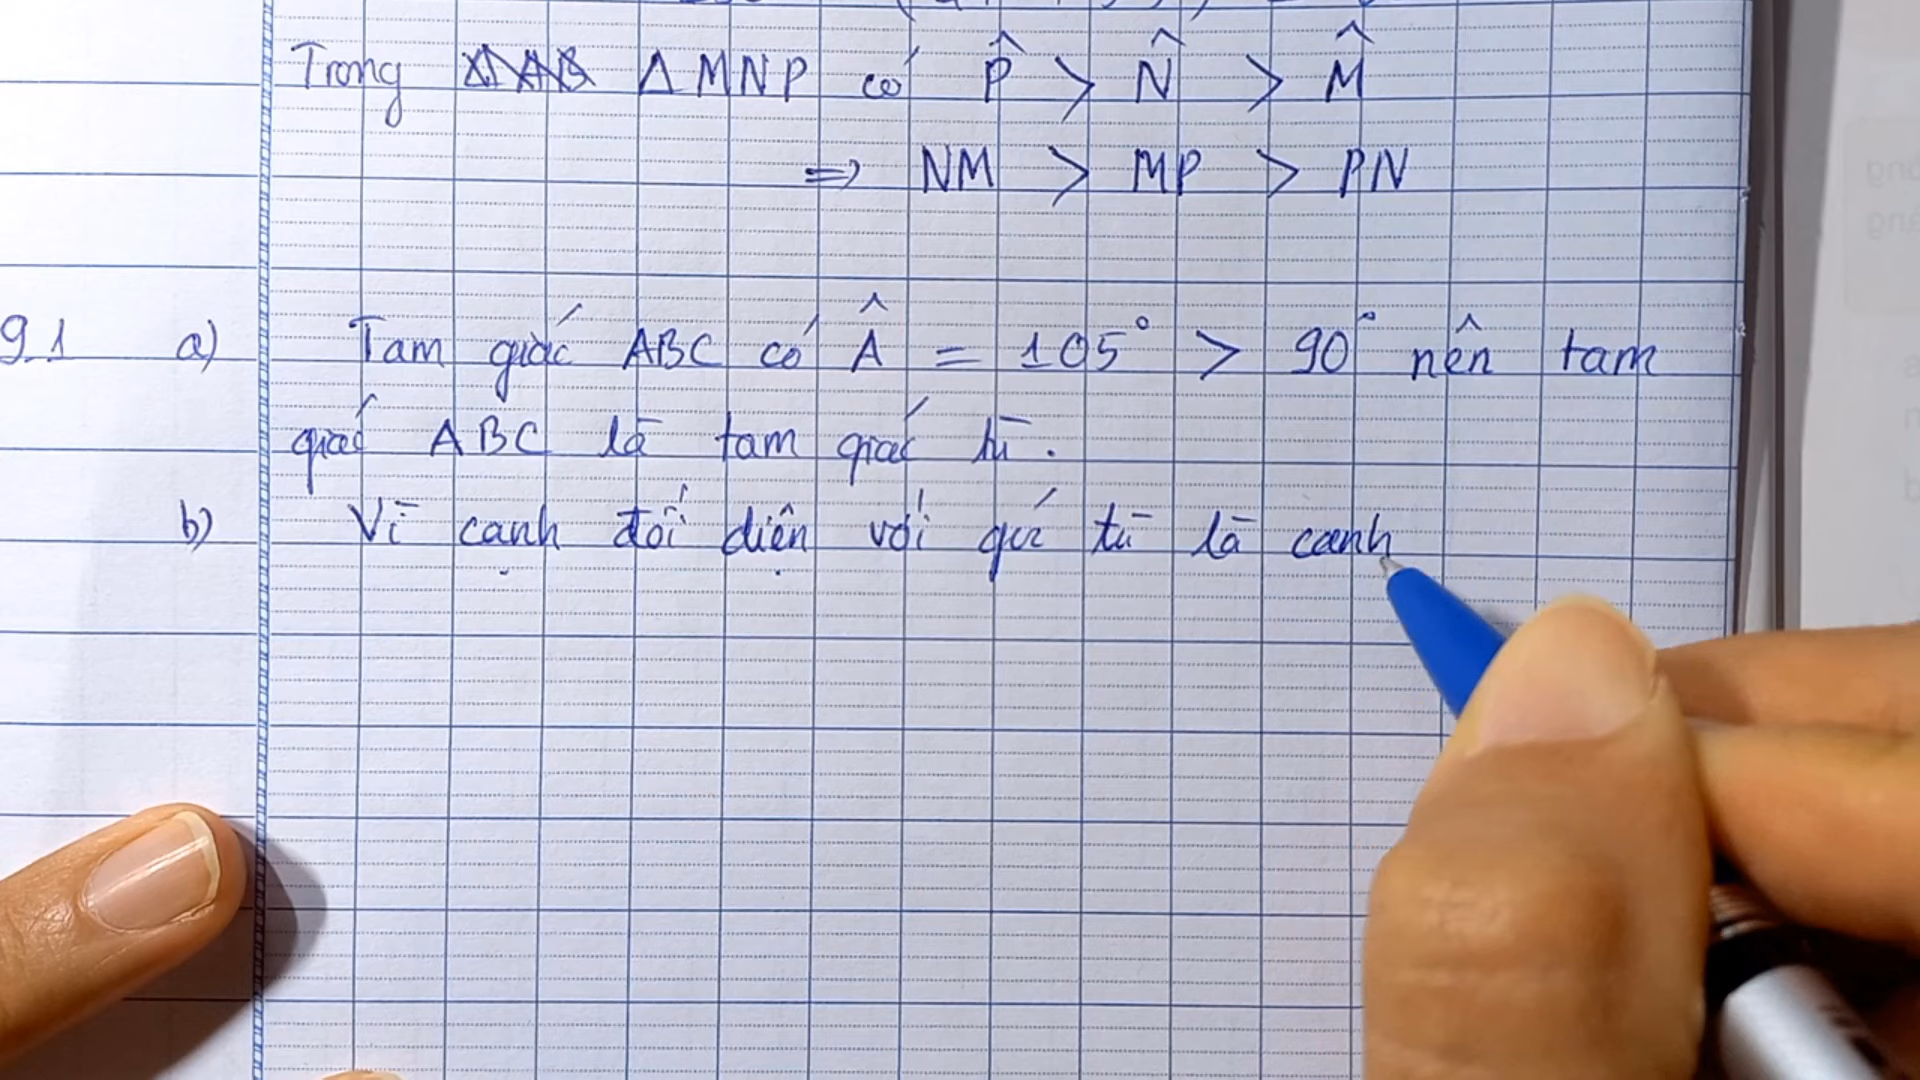 Trong ΔMNP có P̂ > N̂ > M̂
=> NM > MP > PN
9.1 a) Tam giác ABC có Â = 105° > 90° nên tam
giác ABC là tam giác tù.
b) Vì cạnh đối diện với góc tù là canh